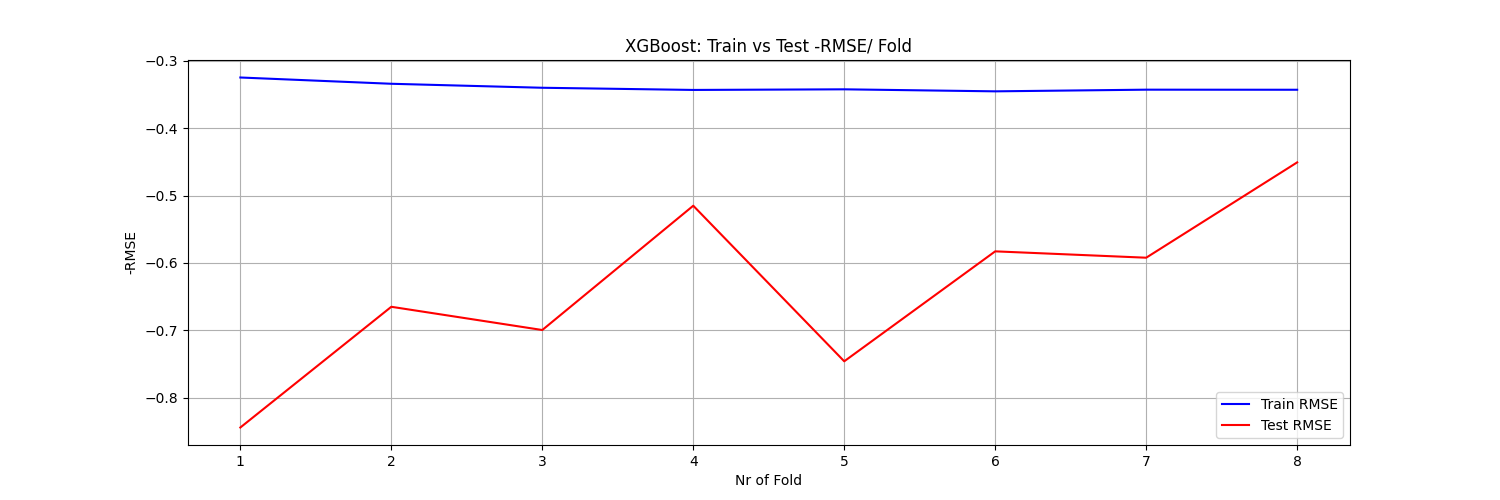 XGBoost: Train vs Test -RMSE/ Fold
−0.3
−0.4
−0.5
−0.6
−0.7
−0.8
-RMSE
Train RMSE
Test RMSE
1 2 3 4 5 6 7 8
Nr of Fold